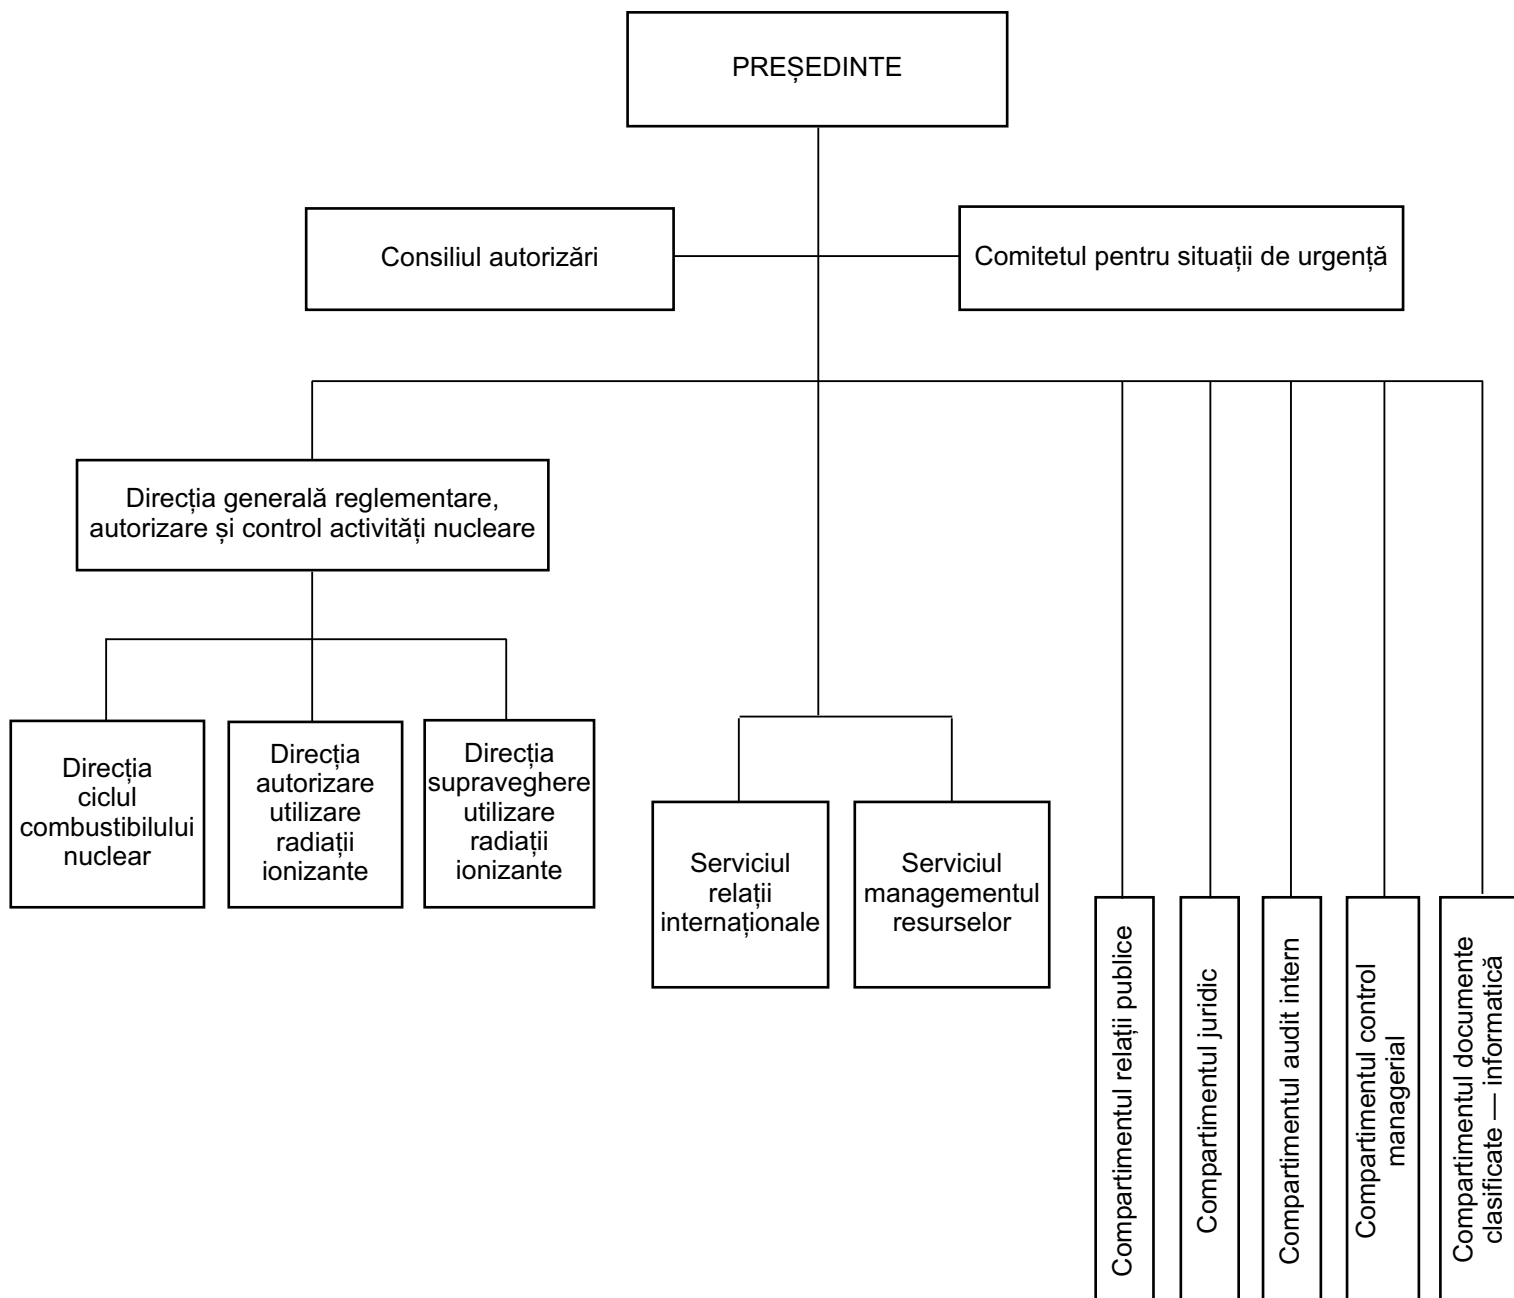 PREȘEDINTE
Consiliul autorizări
Comitetul pentru situații de urgență
Direcția generală reglementare,
autorizare și control activități nucleare
Direcția
ciclul
combustibilului
nuclear
Direcția
autorizare
utilizare
radiații
ionizante
Direcția
supraveghere
utilizare
radiații
ionizante
Serviciul
relații
internaționale
Serviciul
managementul
resurselor
Compartimentul relații publice
Compartimentul juridic
Compartimentul audit intern
Compartimentul control
managerial
Compartimentul documente
clasificate — informatică